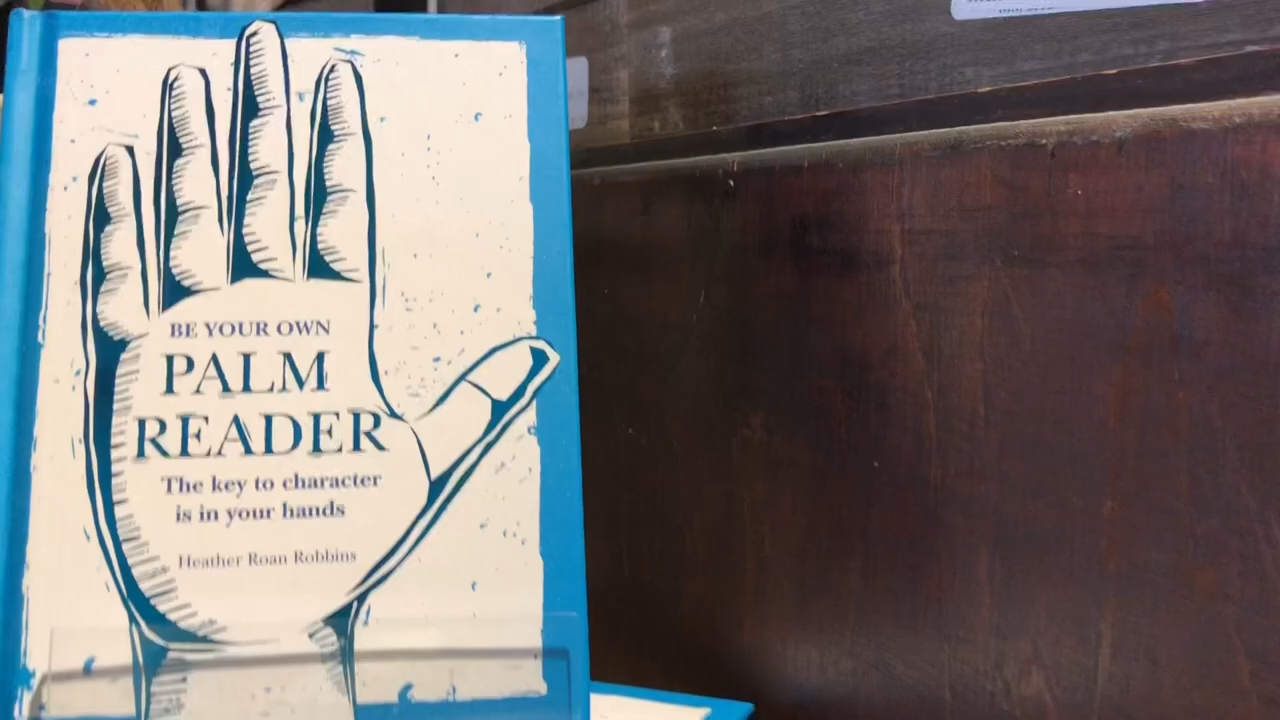 BE YOUR OWN
PALM
READER
The key to character
is in your hands
Heather Roan Robbins